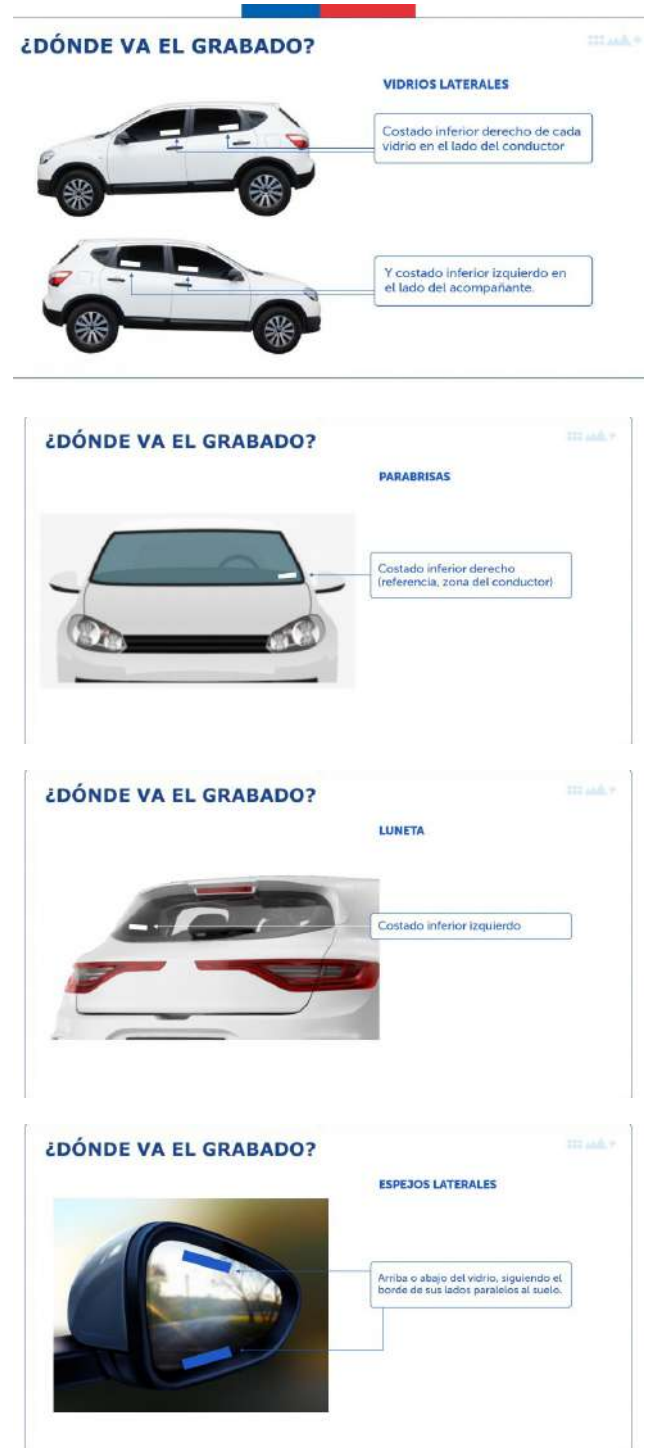 ¿DÓNDE VA EL GRABADO?
VIDRIOS LATERALES
Costado inferior derecho de cada
vidrio en el lado del conductor
Y costado inferior izquierdo en
el lado del acompañante.
¿DÓNDE VA EL GRABADO?
PARABRISAS
Costado inferior derecho
(referencia, zona del conductor)
¿DÓNDE VA EL GRABADO?
LUNETA
Costado inferior izquierdo
¿DÓNDE VA EL GRABADO?
ESPEJOS LATERALES
Arriba o abajo del vidrio, siguiendo el
borde de sus lados paralelos al suelo.